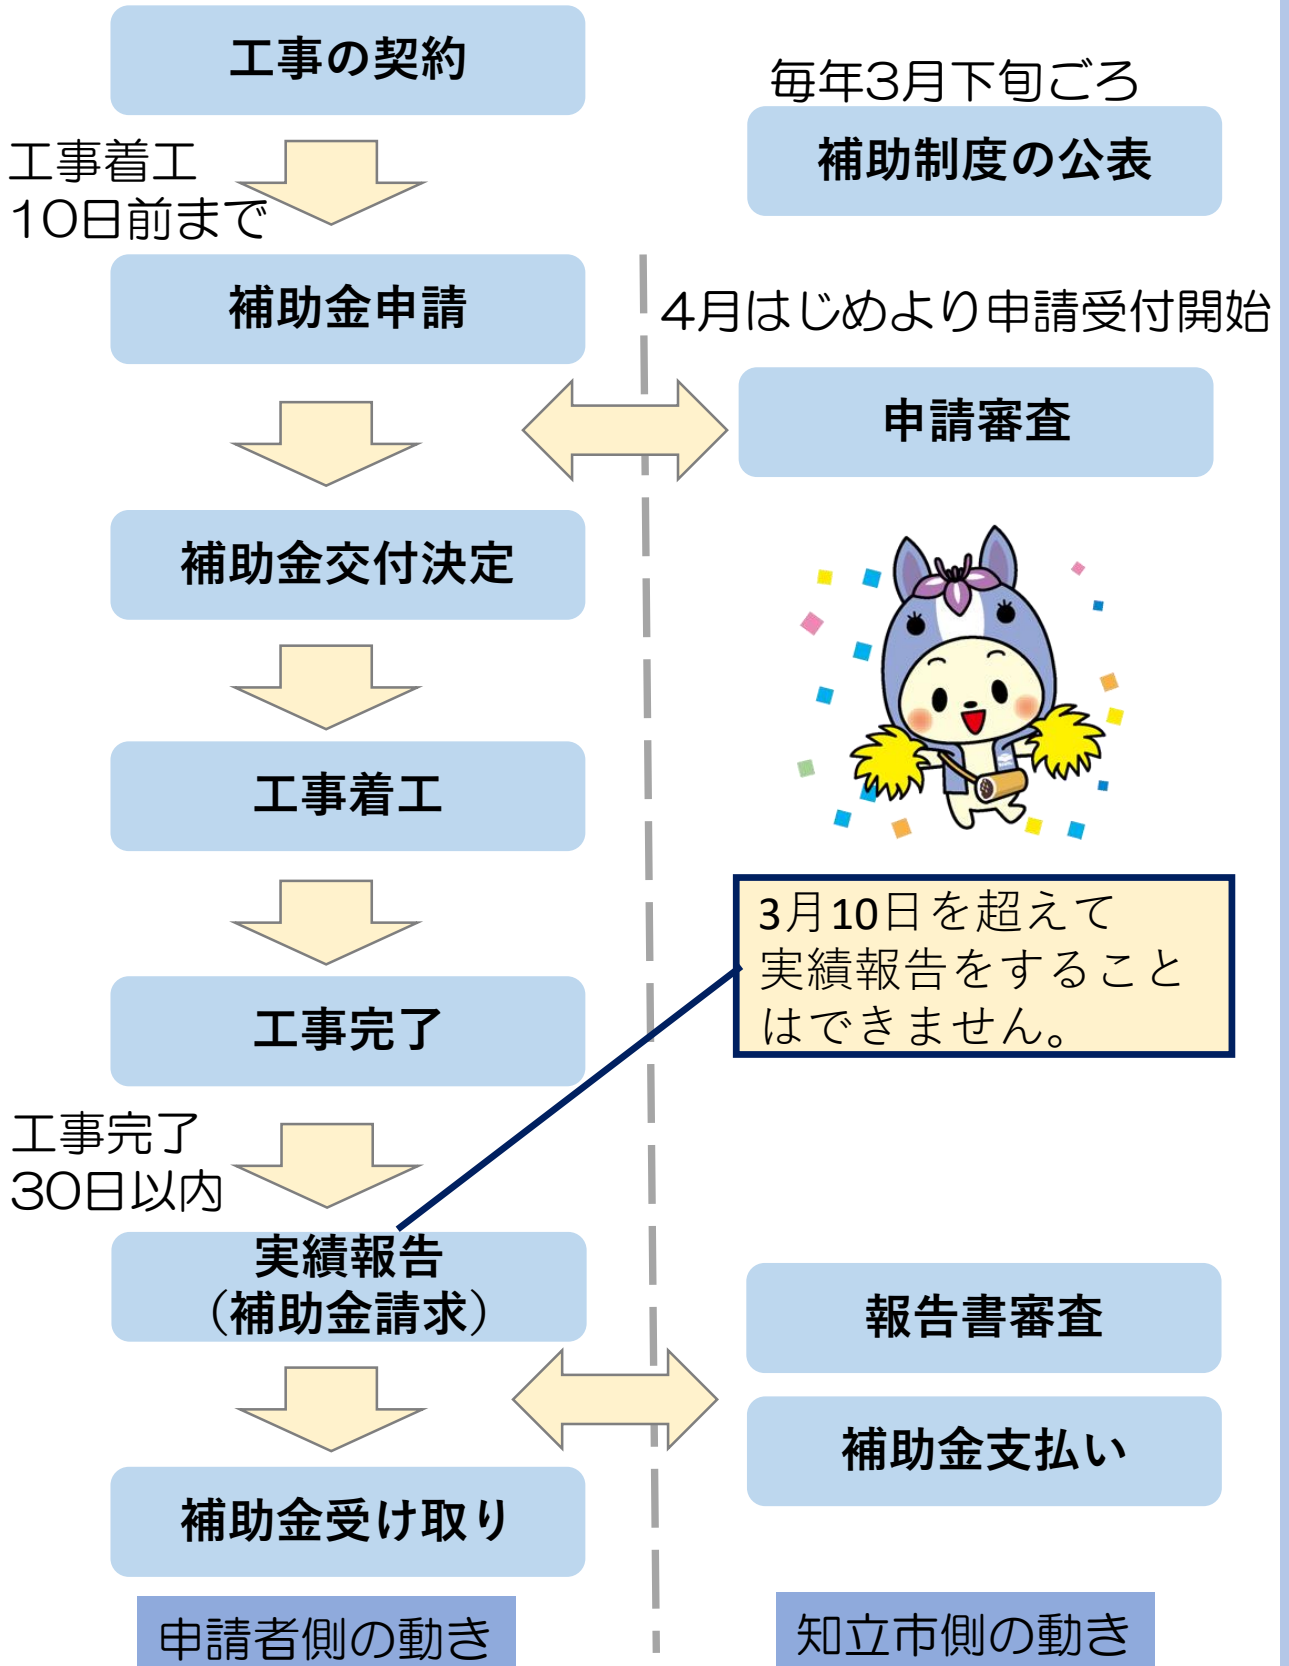 工事の契約
毎年3月下旬ごろ
補助制度の公表
工事着工
10日前まで
補助金申請
4月はじめより申請受付開始
申請審査
補助金交付決定
工事着工
3月10日を超えて
実績報告をすること
はできません。
工事完了
工事完了
30日以内
実績報告
（補助金請求）
報告書審査
補助金支払い
補助金受け取り
申請者側の動き
知立市側の動き